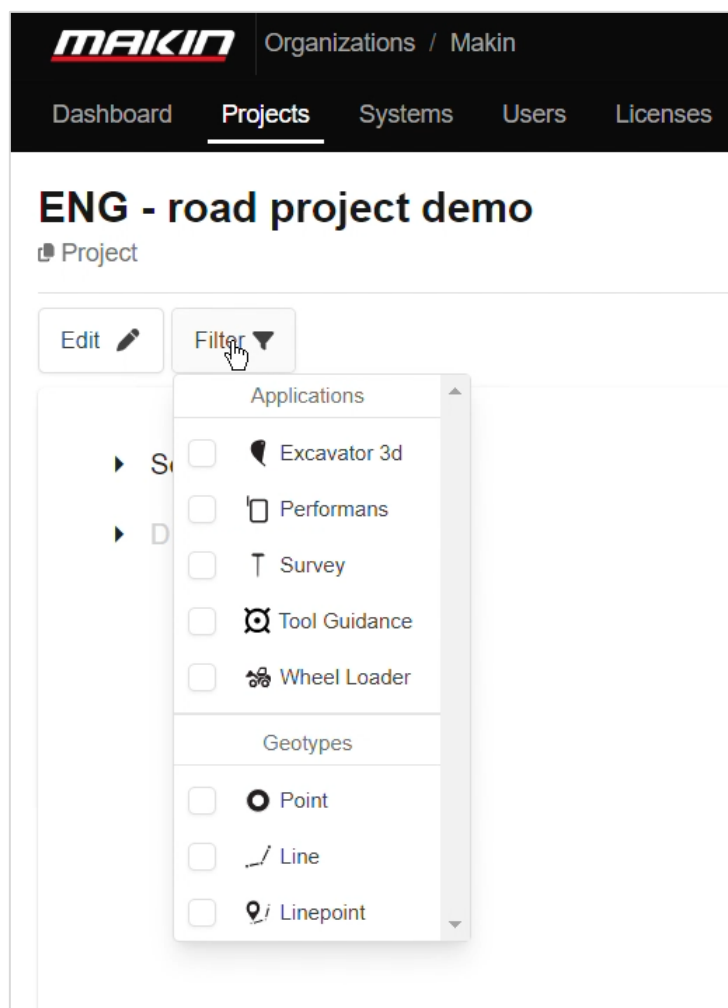 MAKIN Organizations / Makin
Dashboard Projects Systems Users Licenses
ENG - road project demo
Project
Edit Filter
Applications
Excavator 3d
Performans
Survey
Tool Guidance
Wheel Loader
Geotypes
Point
Line
Linepoint